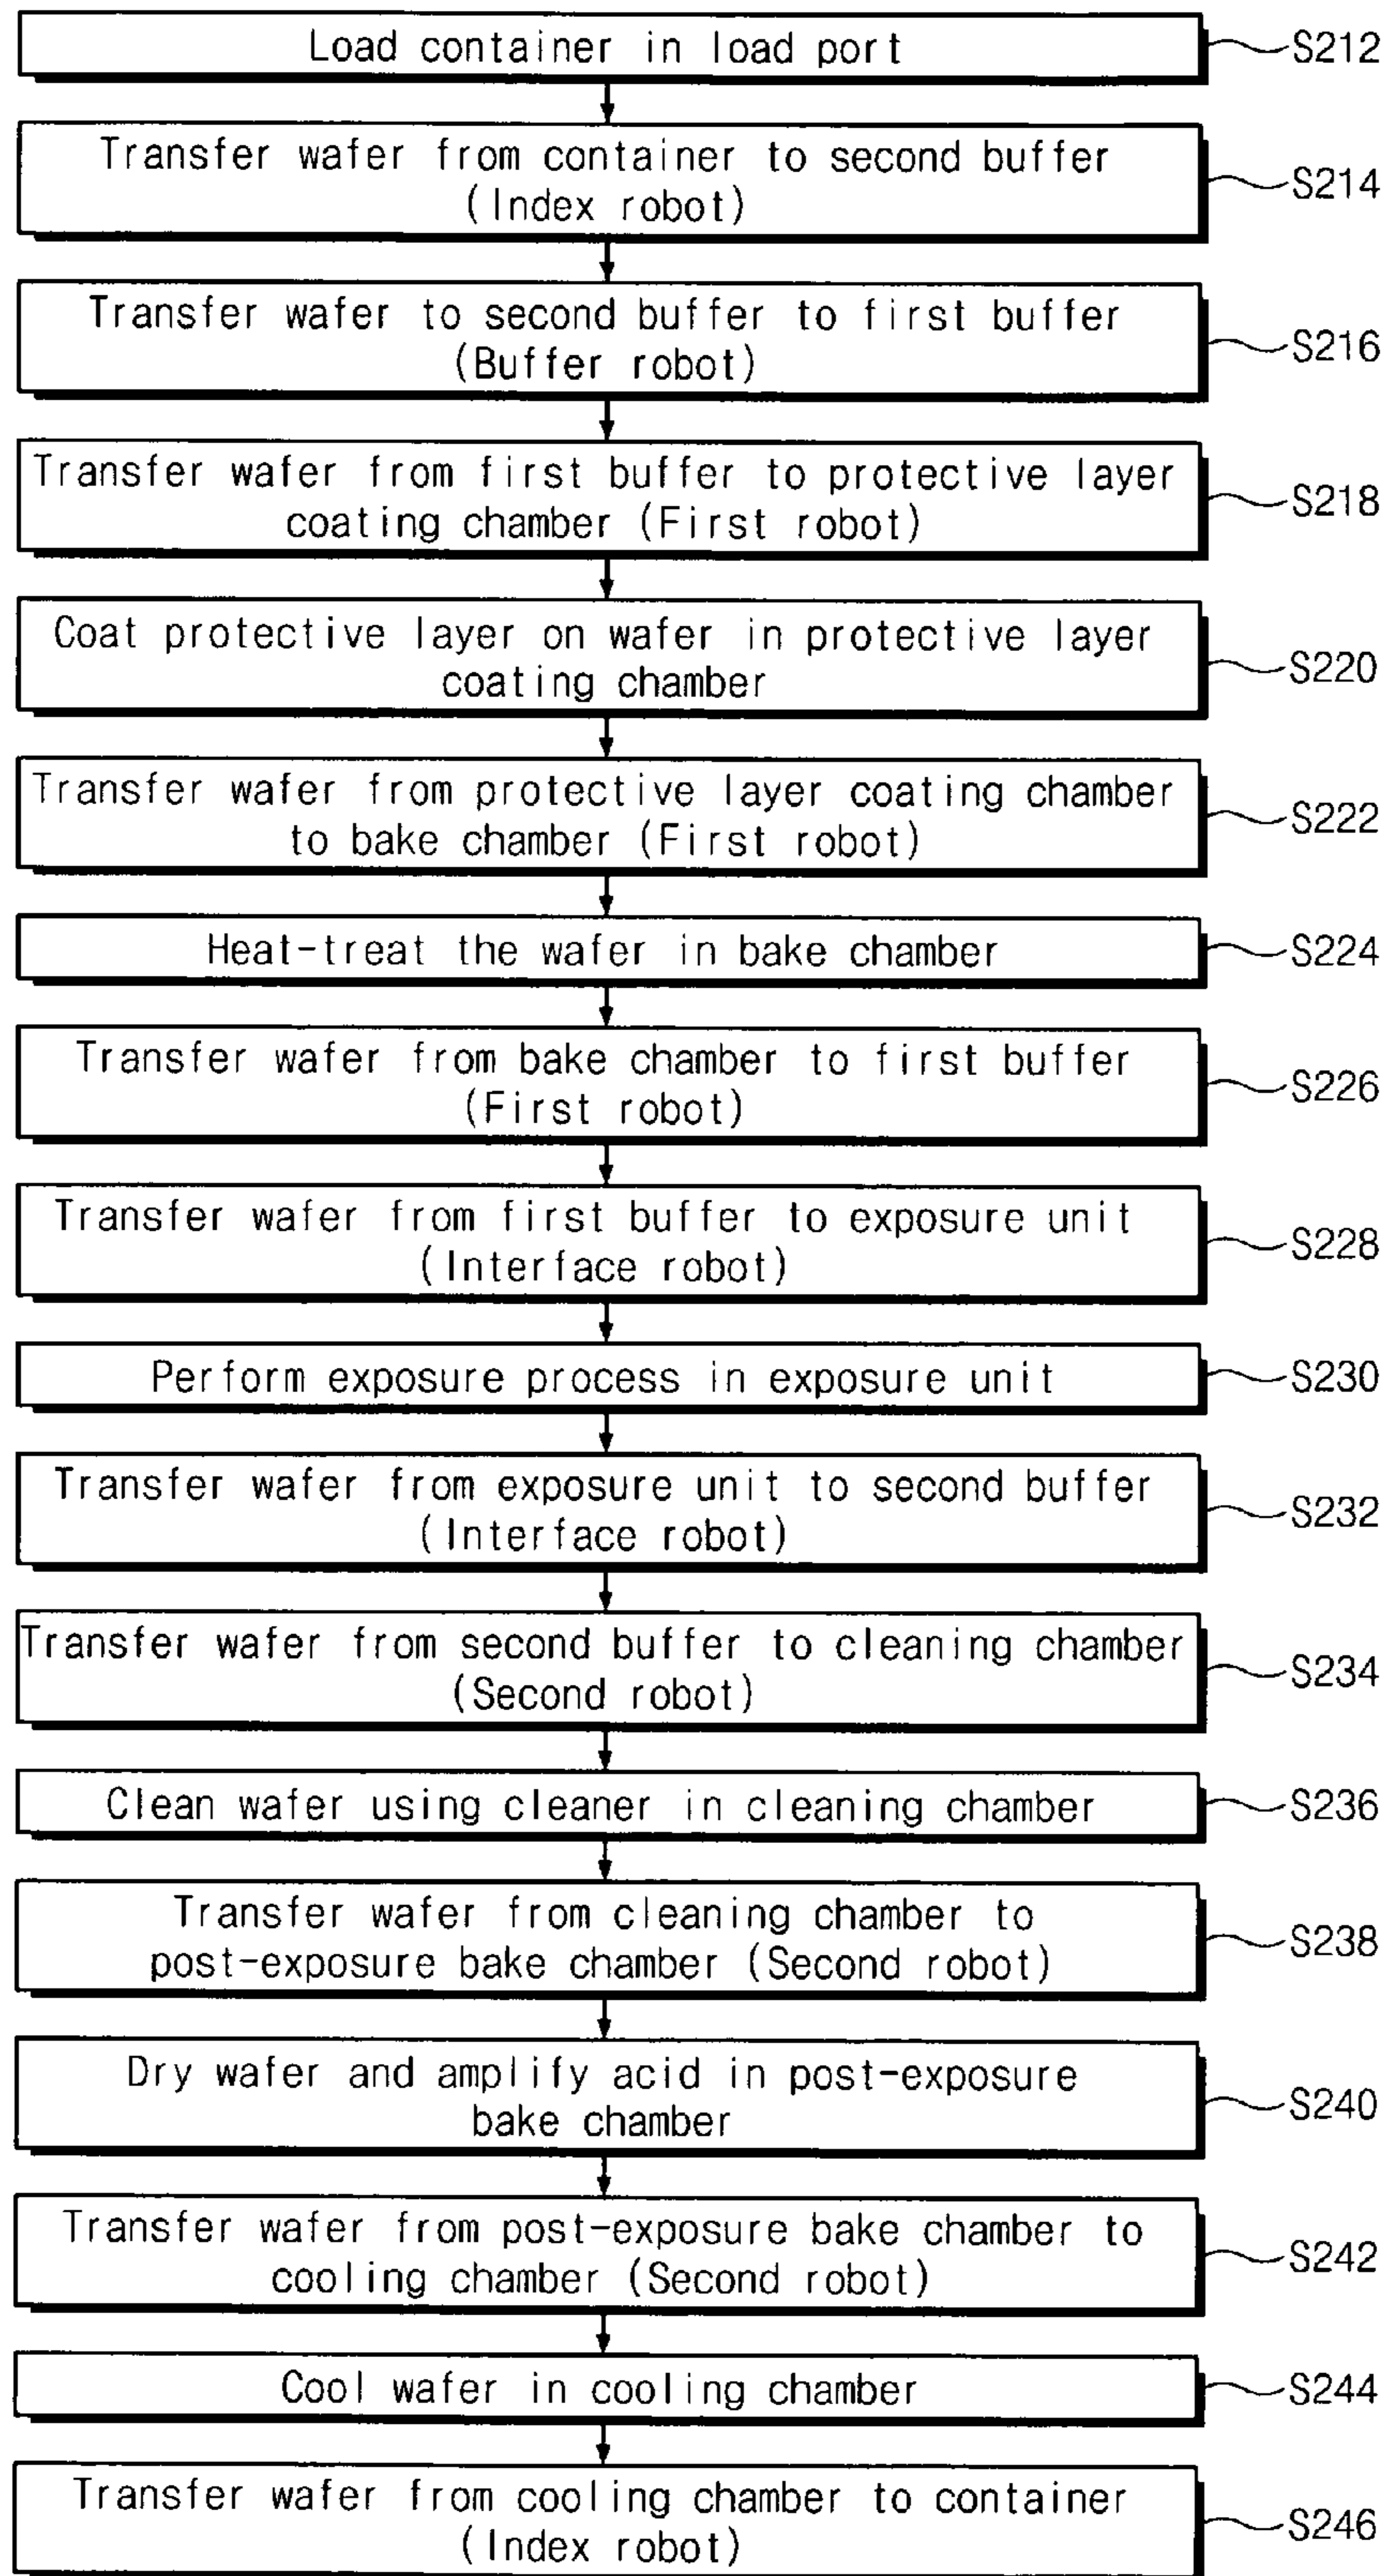 Load container in load port
S212
Transfer wafer from container to second buffer
(Index robot)
S214
Transfer wafer to second buffer to first buffer
(Buffer robot)
S216
Transfer wafer from first buffer to protective layer
coating chamber (First robot)
S218
Coat protective layer on wafer in protective layer
coating chamber
S220
Transfer wafer from protective layer coating chamber
to bake chamber (First robot)
S222
Heat-treat the wafer in bake chamber
S224
Transfer wafer from bake chamber to first buffer
(First robot)
S226
Transfer wafer from first buffer to exposure unit
(Interface robot)
S228
Perform exposure process in exposure unit
S230
Transfer wafer from exposure unit to second buffer
(Interface robot)
S232
Transfer wafer from second buffer to cleaning chamber
(Second robot)
S234
Clean wafer using cleaner in cleaning chamber
S236
Transfer wafer from cleaning chamber to
post-exposure bake chamber (Second robot)
S238
Dry wafer and amplify acid in post-exposure
bake chamber
S240
Transfer wafer from post-exposure bake chamber to
cooling chamber (Second robot)
S242
Cool wafer in cooling chamber
S244
Transfer wafer from cooling chamber to container
(Index robot)
S246